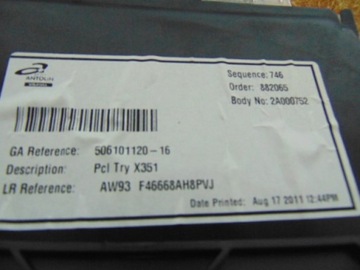 ANTOLIN
Sequence: 746
Order: 882065
Body No: 2A000752
GA Reference: 506101120-16
Description: Pcl Try X351
LR Reference: AW93 F46668AH8PVJ
Date Printed: Aug 17 2011 12:44PM